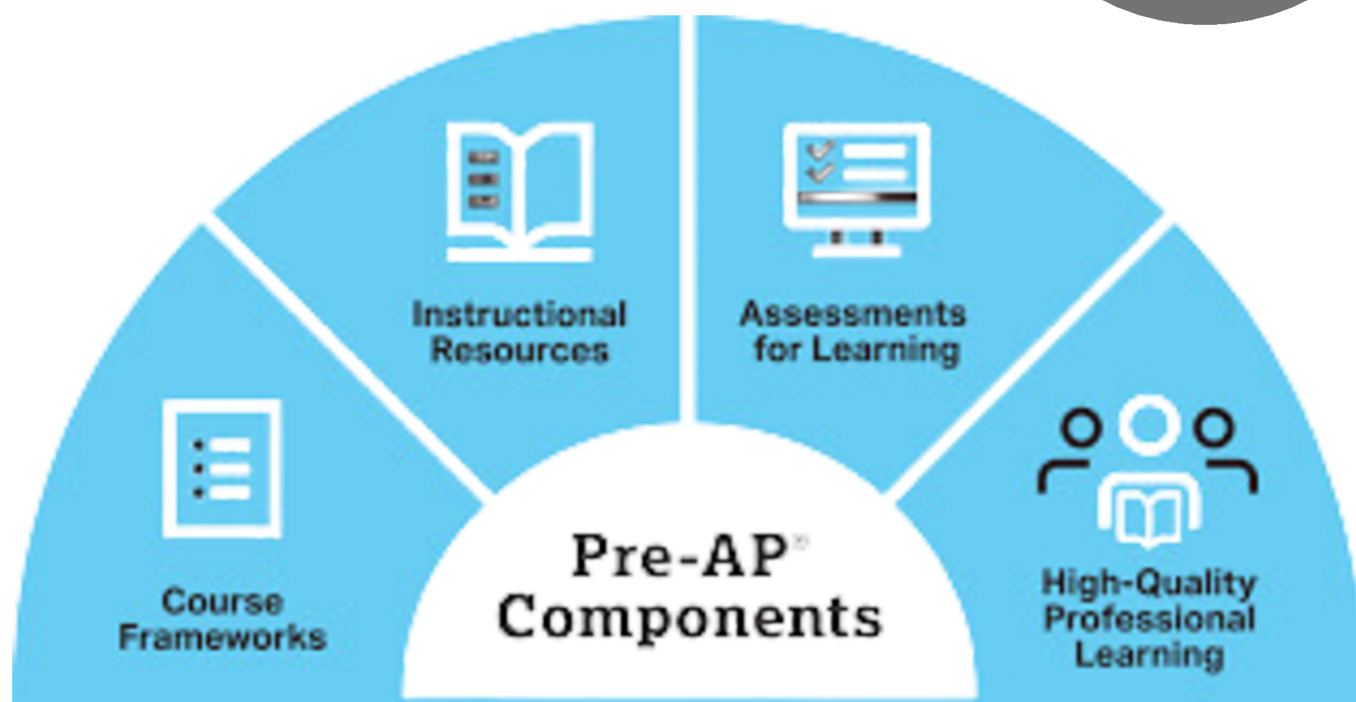 Instructional
Resources
Assessments
for Learning
Course
Frameworks
Pre-AP®
Components
High-Quality
Professional
Learning